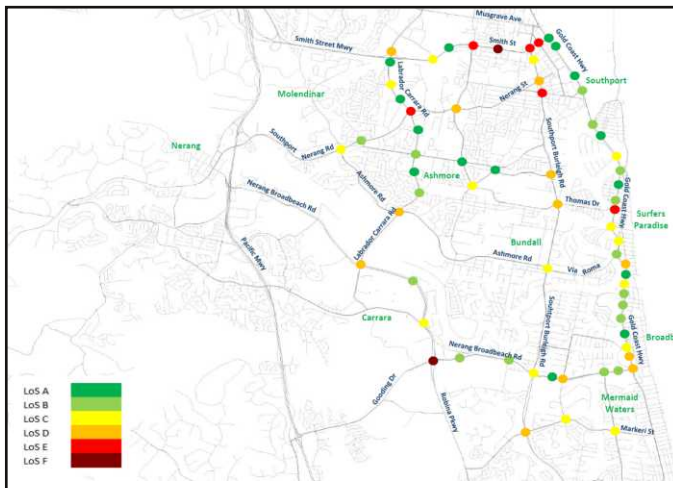 Musgrave Ave
Smith Street Mwy
Smith St
Gold Coast Hwy
Southport
Molendinar
Labrador Carrara Rd
Nerang St
Nerang
Southport Nerang Rd
Southport Burleigh Rd
Ashmore
Ashmore Rd
Nerang Broadbeach Rd
Thomas Dr
Gold Coast Hwy
Surfers
Paradise
Labrador Carrara Rd
Bundall
Ashmore Rd
Via Roma
Pacific Mwy
Carrara
Southport Burleigh Rd
Gold Coast Hwy
Broadb
Nerang Broadbeach Rd
Gooding Dr
Robina Pkwy
Mermaid
Waters
Markeri St
LoS A
LoS B
LoS C
LoS D
LoS E
LoS F